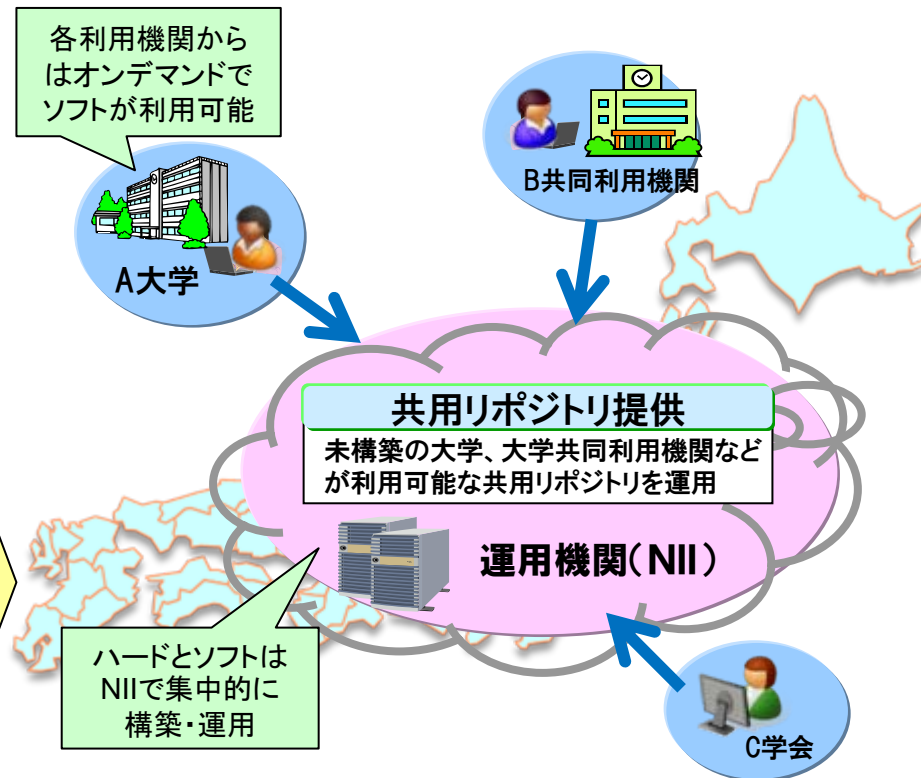 各利用機関から
はオンデマンドで
ソフトが利用可能
A大学
B共同利用機関
共用リポジトリ提供
未構築の大学、大学共同利用機関など
が利用可能な共用リポジトリを運用
運用機関（NII）
ハードとソフトは
NIIで集中的に
構築・運用
C学会